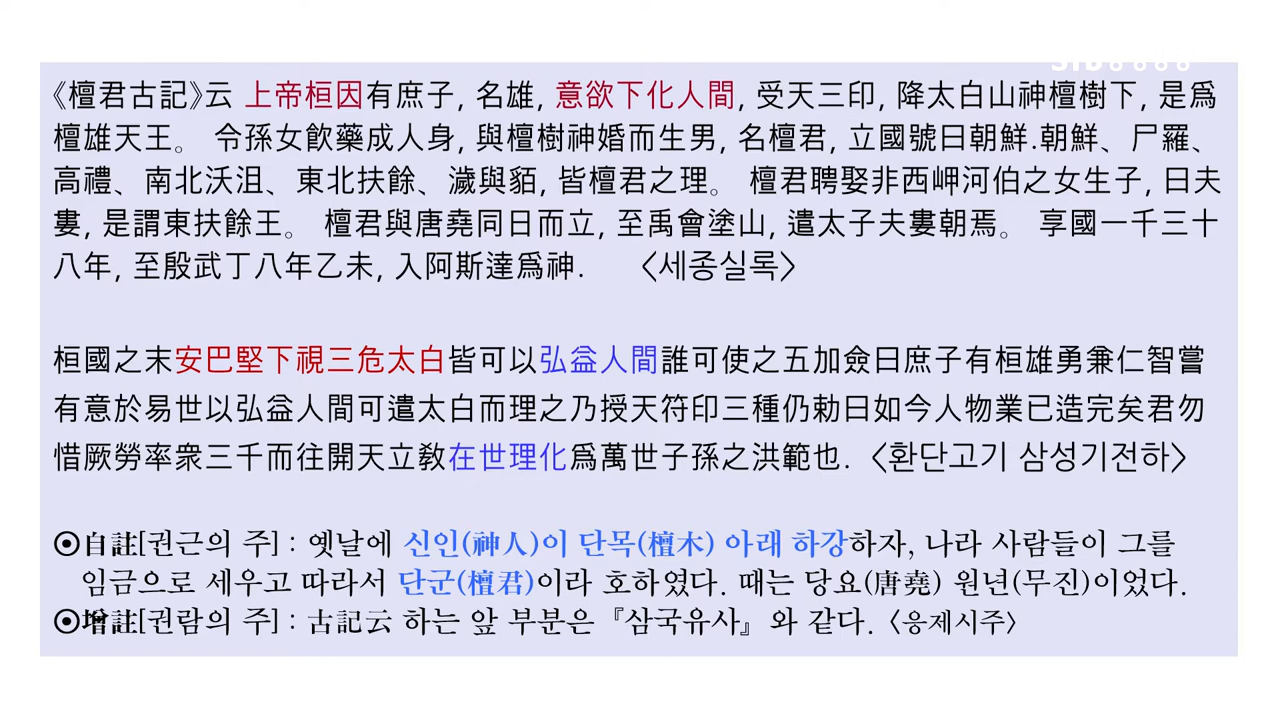 《檀君古記》云 上帝桓因有庶子, 名雄, 意欲下化人間, 受天三印, 降太白山神檀樹下, 是爲
檀雄天王。 令孫女飮藥成人身, 與檀樹神婚而生男, 名檀君, 立國號曰朝鮮.朝鮮、尸羅、
高禮、南北沃沮、東北扶餘、濊與貊, 皆檀君之理。 檀君聘娶非西岬河伯之女生子, 曰夫
婁, 是謂東扶餘王。 檀君與唐堯同日而立, 至禹會塗山, 遣太子夫婁朝焉。 享國一千三十
八年, 至殷武丁八年乙未, 入阿斯達爲神. 〈세종실록〉
桓國之末安巴堅下視三危太白皆可以弘益人間誰可使之五加僉曰庶子有桓雄勇兼仁智嘗
有意於易世以弘益人間可遣太白而理之乃授天符印三種仍勅曰如今人物業已造完矣君勿
惜厥勞率衆三千而往開天立敎在世理化爲萬世子孫之洪範也. 〈환단고기 삼성기전하〉
⊙自註[권근의 주] : 옛날에 신인(神人)이 단목(檀木) 아래 하강하자, 나라 사람들이 그를
임금으로 세우고 따라서 단군(檀君)이라 호하였다. 때는 당요(唐堯) 원년(무진)이었다.
⊙增註[권람의 주] : 古記云 하는 앞 부분은『삼국유사』와 같다.〈응제시주〉